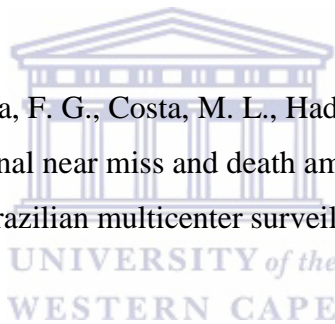 a, F. G., Costa, M. L., Had
nal near miss and death am
razilian multicenter surveil
UNIVERSITY of the
WESTERN CAPE